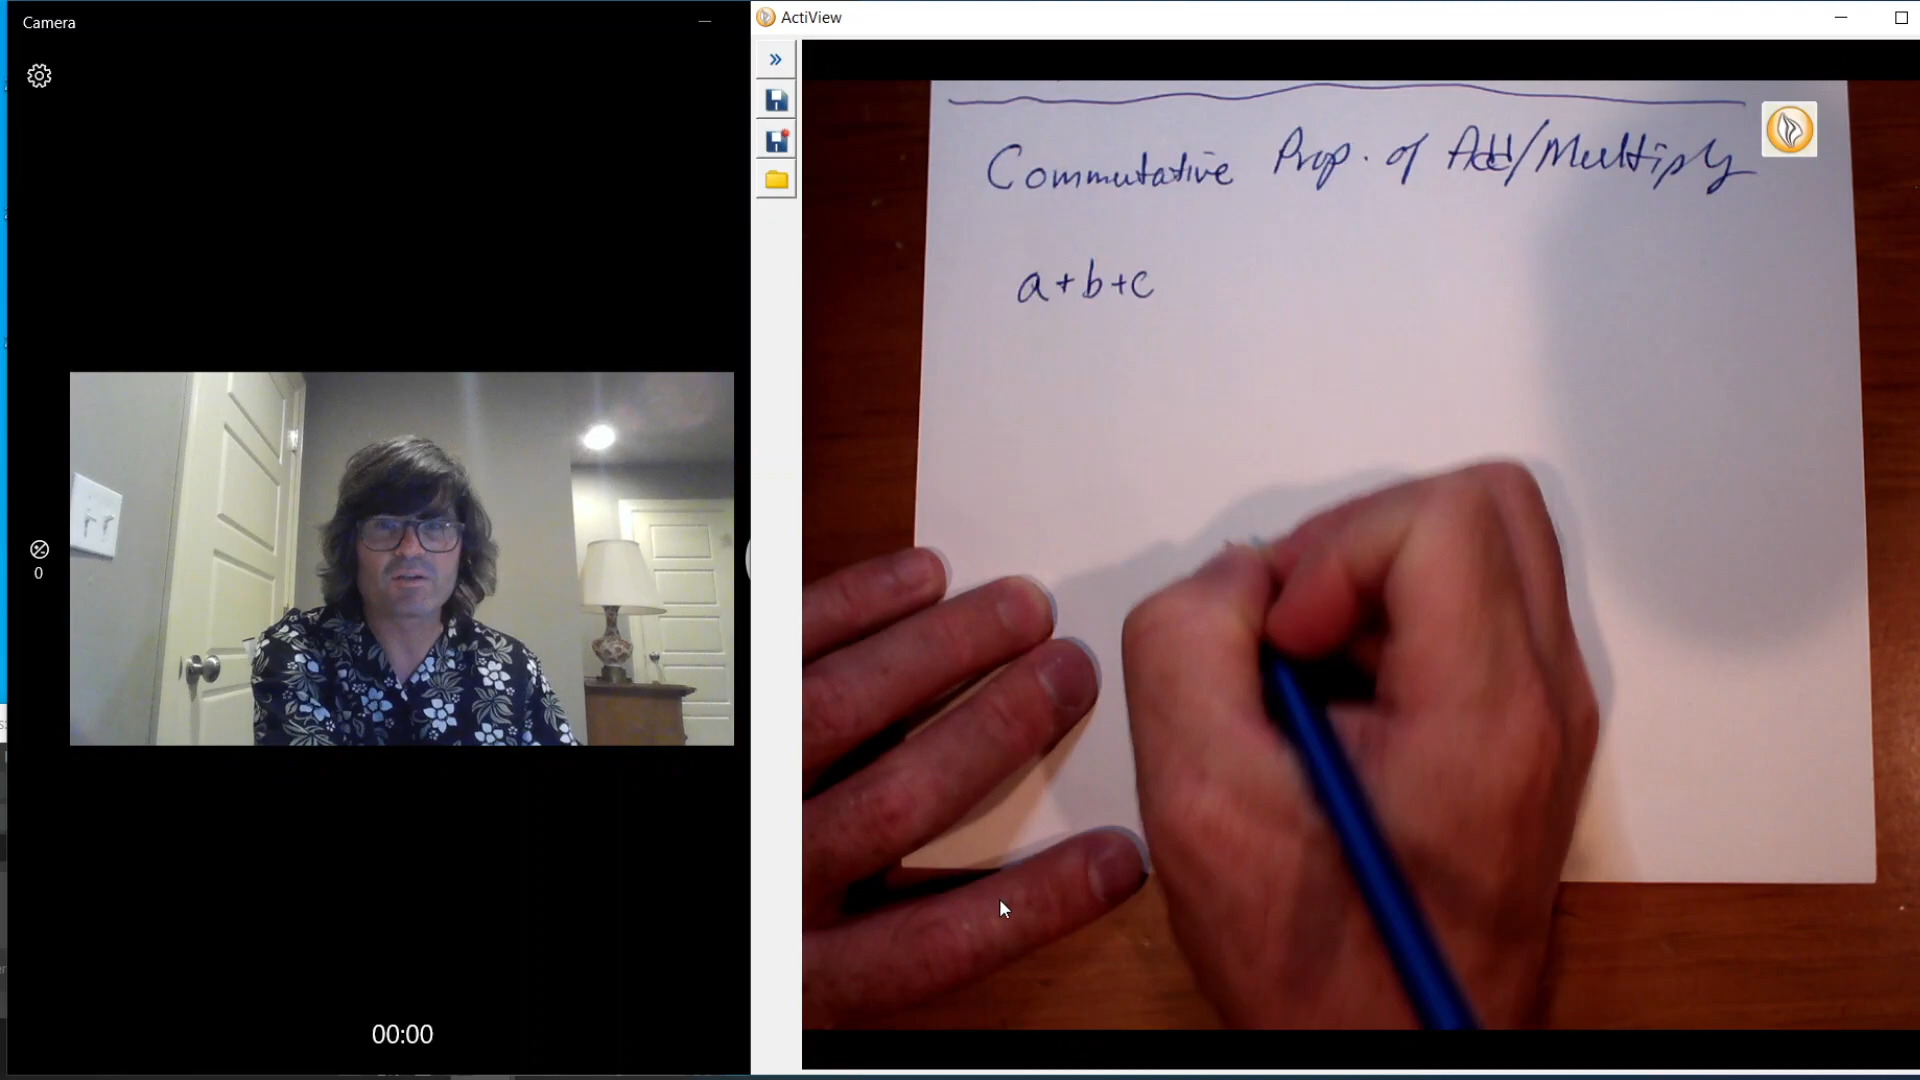 Camera
ActiView
Commutative Prop. of Add/Multiply
a+b+c
0
00:00